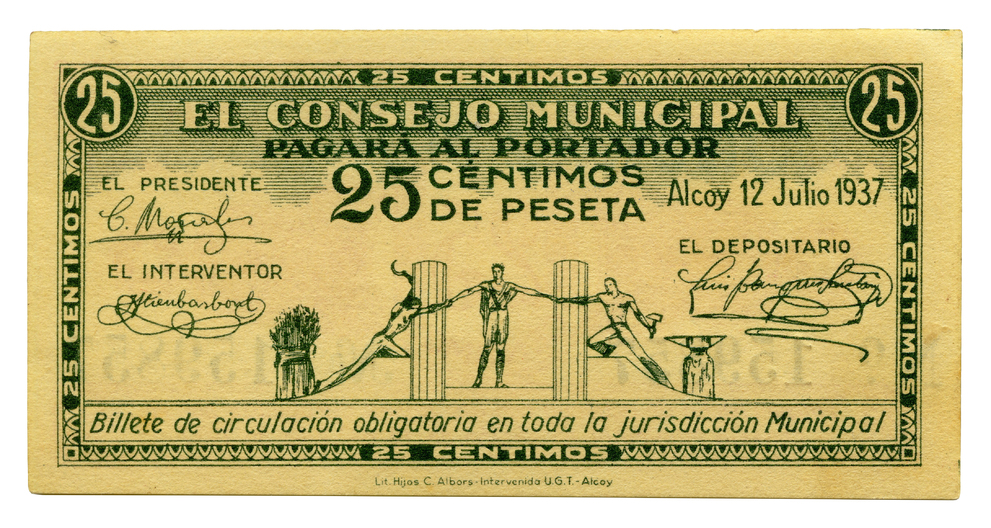 25 CENTIMOS
25
25
EL CONSEJO MUNICIPAL
PAGARÁ AL PORTADOR
25 CÉNTIMOS
DE PESETA
Alcoy 12 Julio 1937
EL PRESIDENTE
EL INTERVENTOR
EL DEPOSITARIO
25 CENTIMOS
25 CENTIMOS
Billete de circulación obligatoria en toda la jurisdicción Municipal
25 CENTIMOS
Lit. Hijos C. Albors - Intervenida U.G.T. - Alcoy